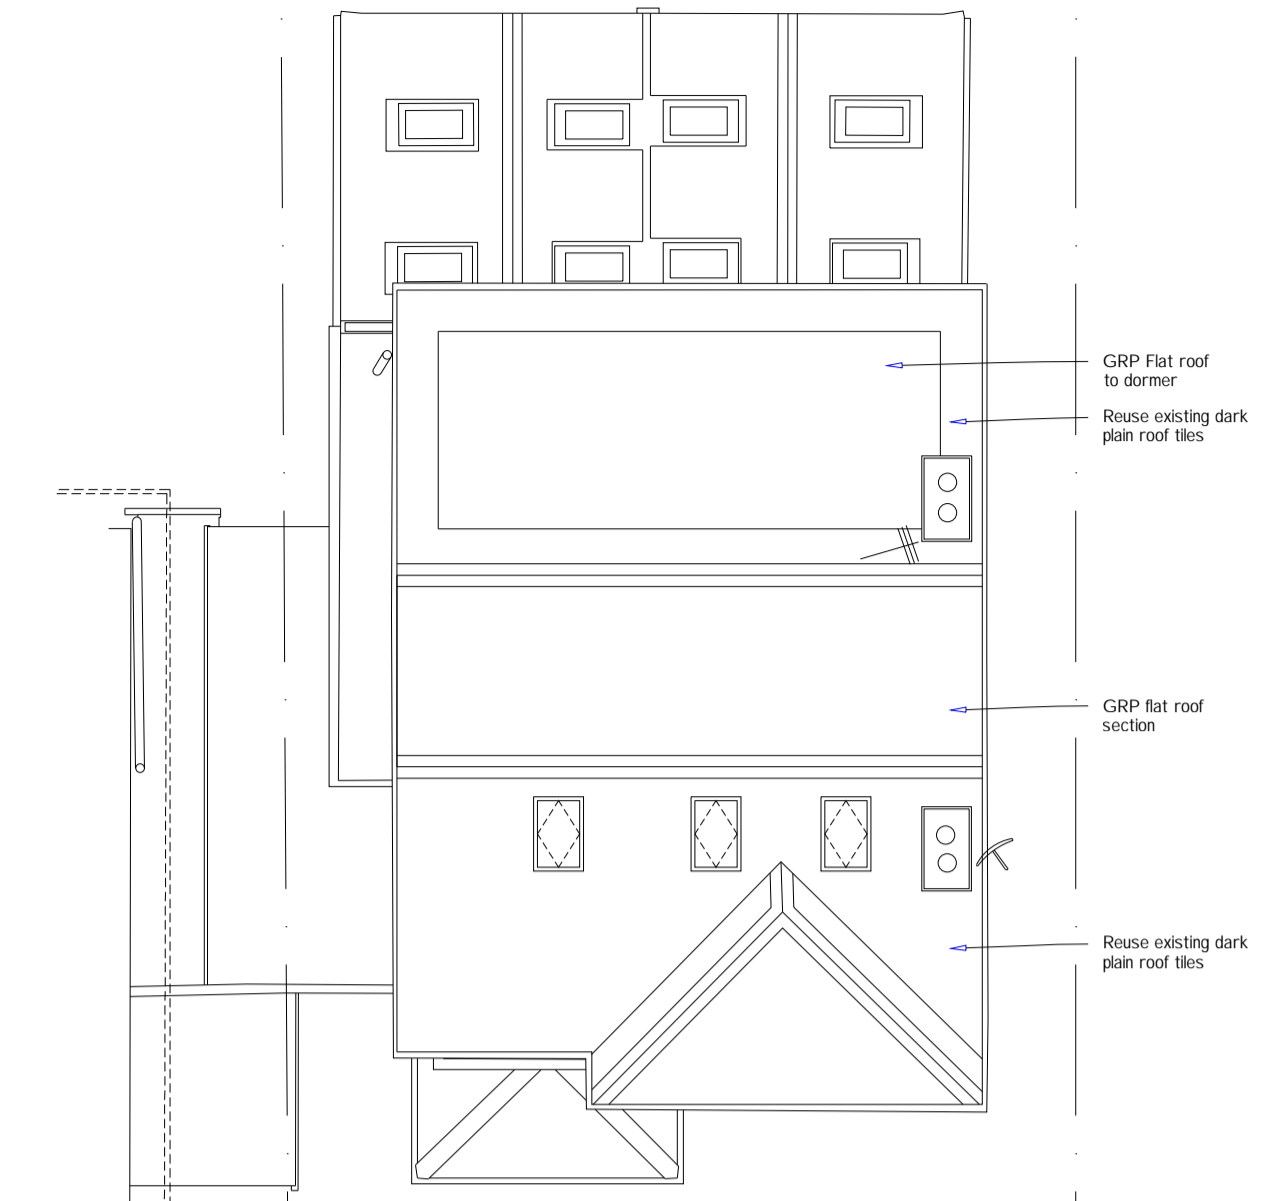 GRP Flat roof
to dormer
Reuse existing dark
plain roof tiles
GRP flat roof
section
Reuse existing dark
plain roof tiles